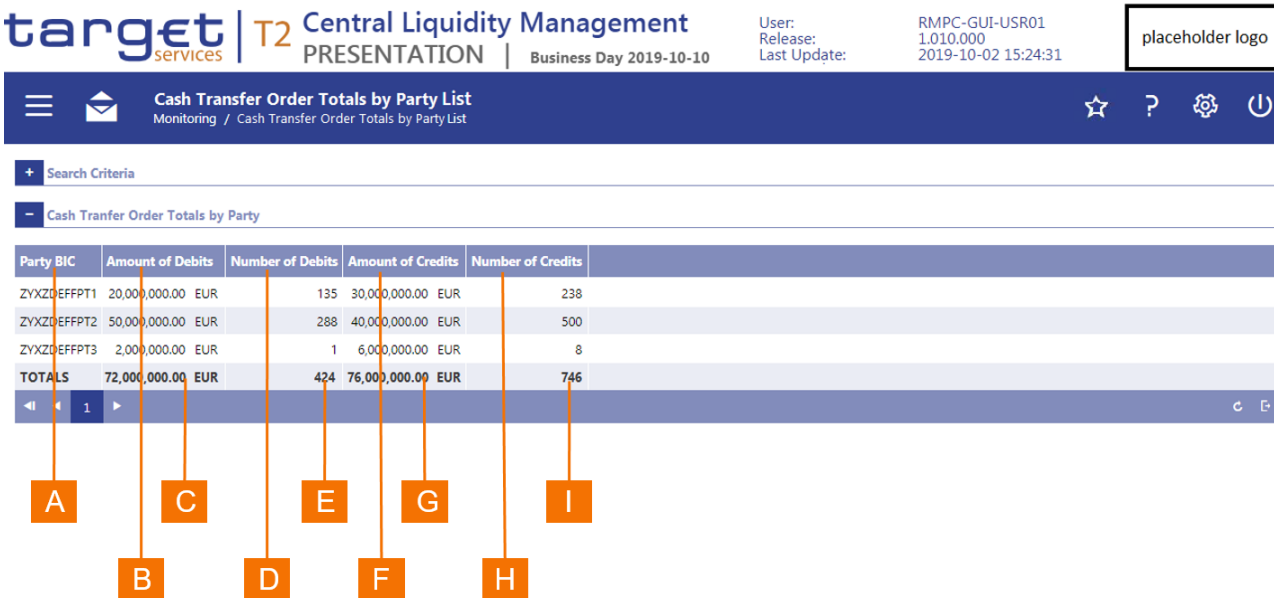 target services T2 Central Liquidity Management
PRESENTATION | Business Day 2019-10-10
User: RMPC-GUI-USR01
Release: 1.010.000
Last Update: 2019-10-02 15:24:31
placeholder logo
Cash Transfer Order Totals by Party List
Monitoring / Cash Transfer Order Totals by Party List
+ Search Criteria
− Cash Tranfer Order Totals by Party
Party BIC Amount of Debits Number of Debits Amount of Credits Number of Credits
ZYXZDEFFPT1 20,000,000.00 EUR 135 30,000,000.00 EUR 238
ZYXZDEFFPT2 50,000,000.00 EUR 288 40,000,000.00 EUR 500
ZYXZDEFFPT3 2,000,000.00 EUR 1 6,000,000.00 EUR 8
TOTALS 72,000,000.00 EUR 424 76,000,000.00 EUR 746
1
A C E G I
B D F H